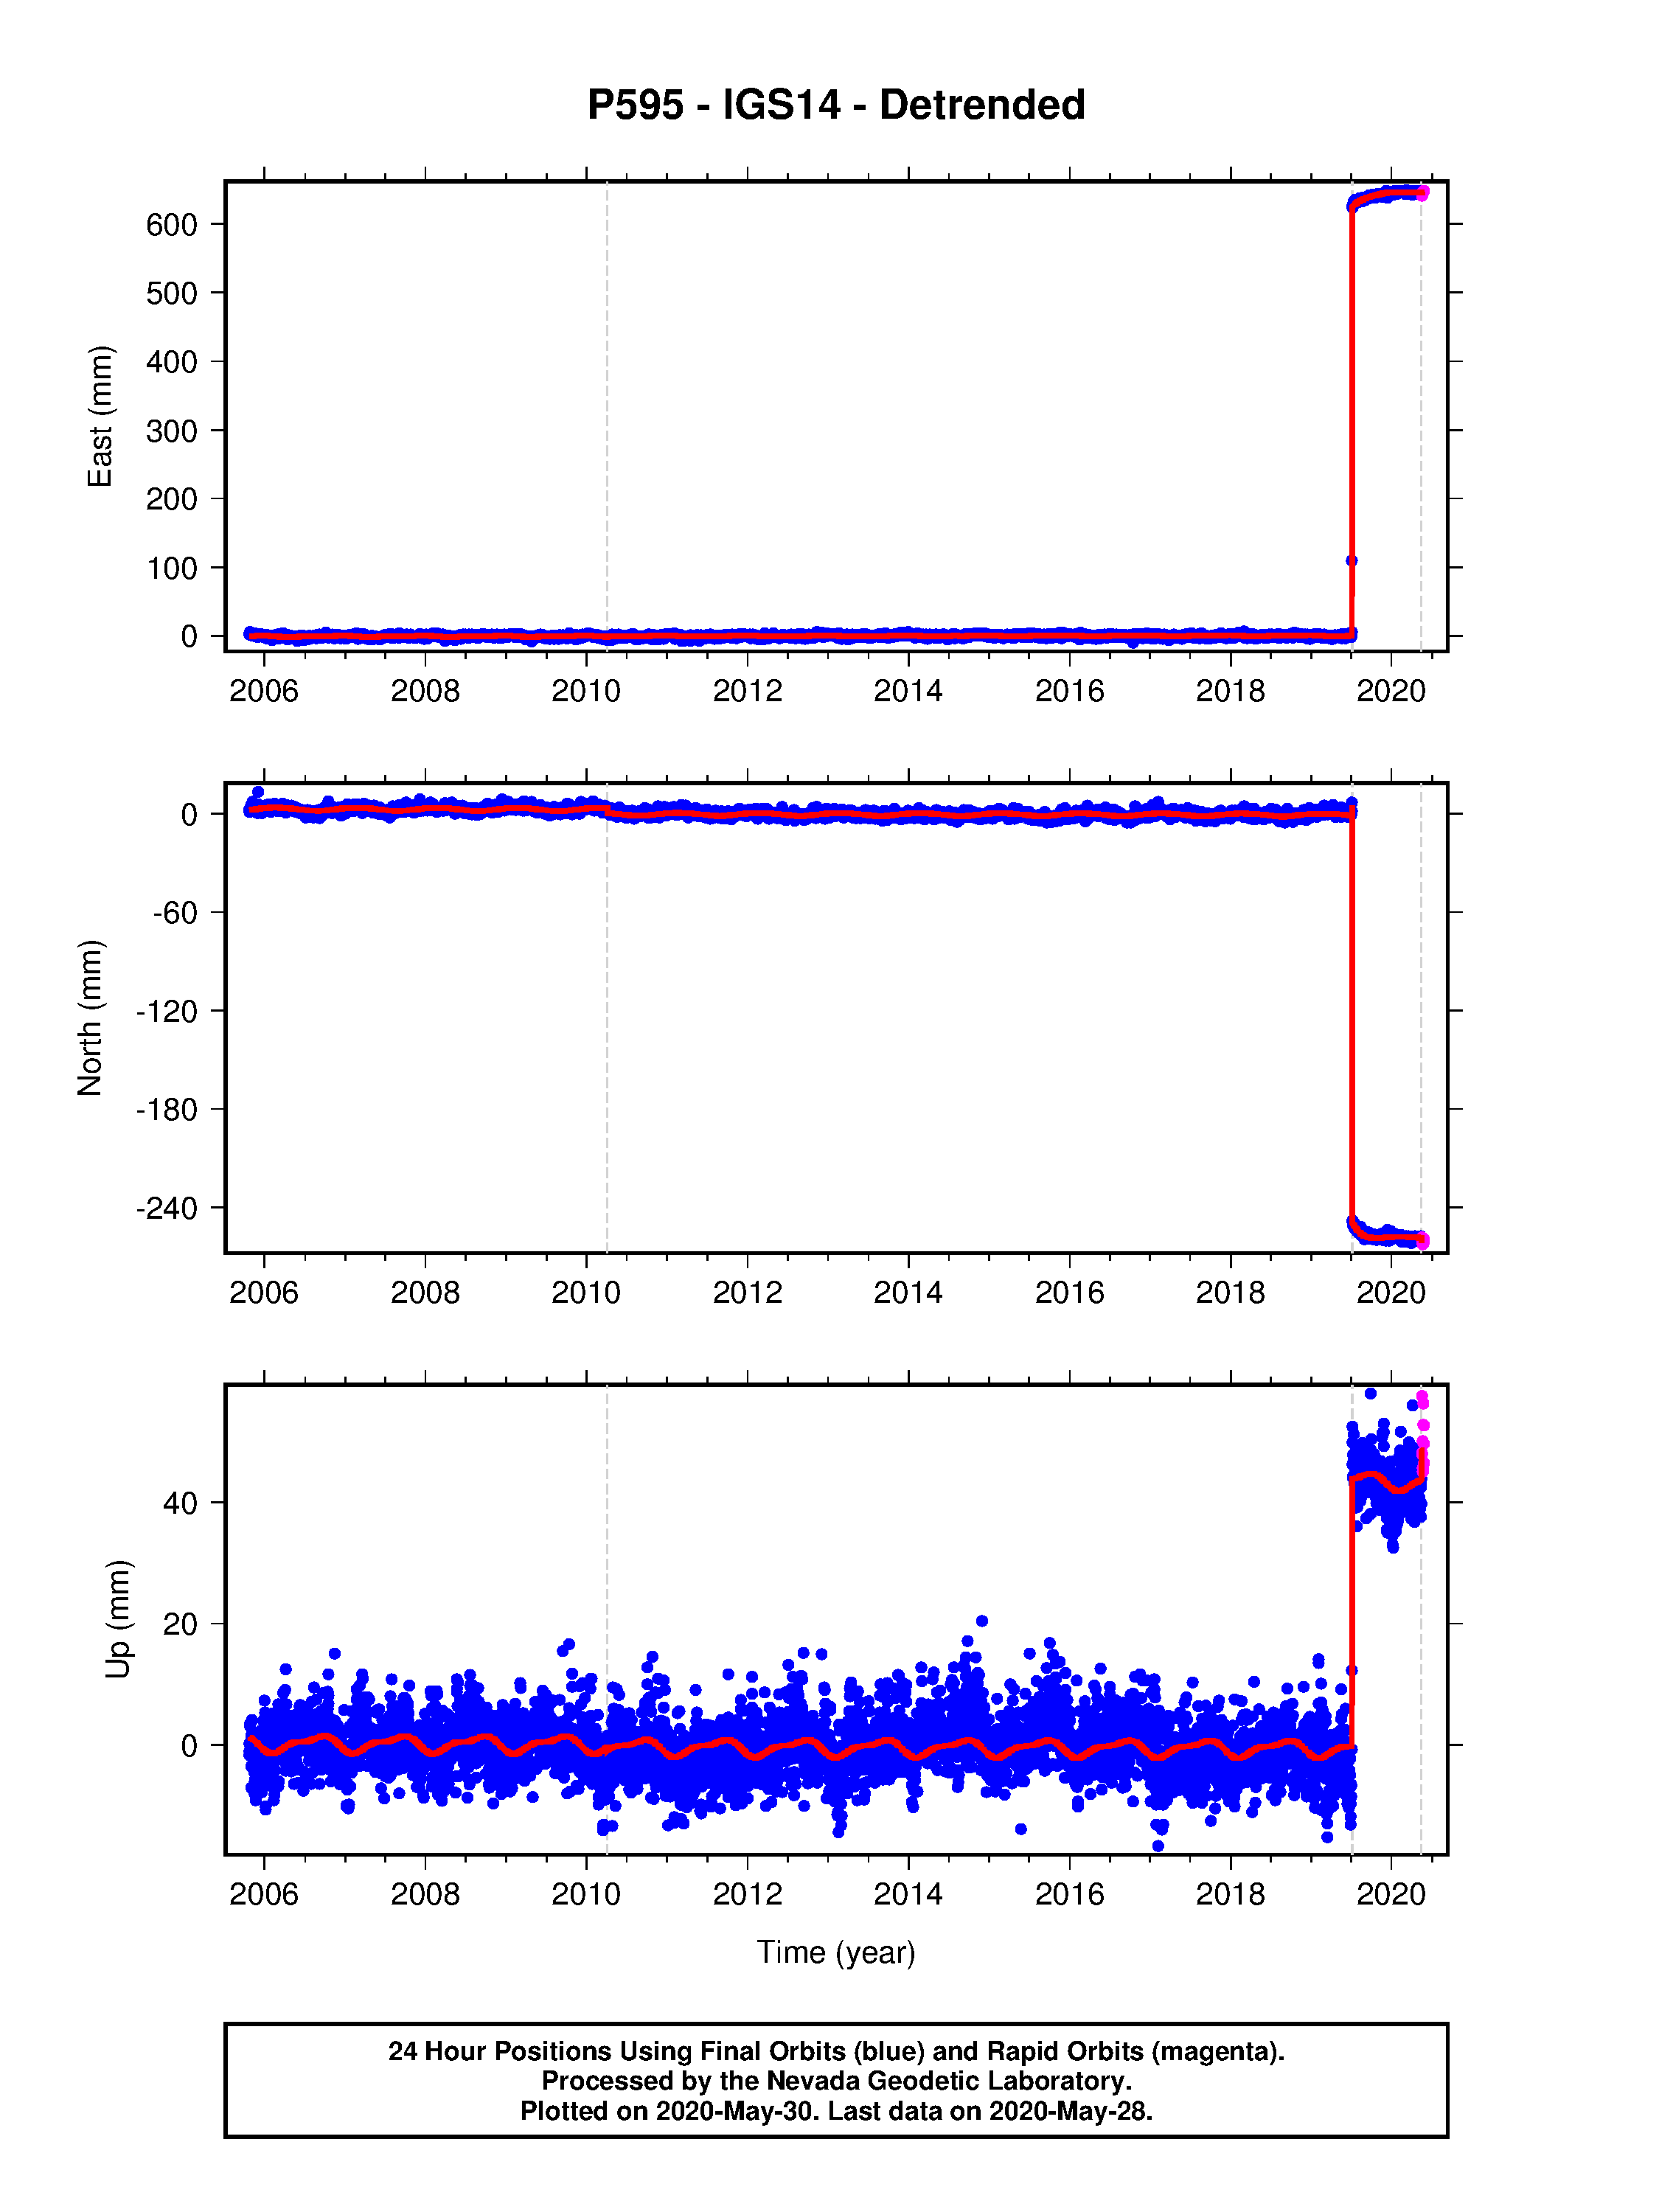 P595 - IGS14 - Detrended
600
500
400
300
200
100
0
East (mm)
2006 2008 2010 2012 2014 2016 2018 2020
0
-60
-120
-180
-240
North (mm)
2006 2008 2010 2012 2014 2016 2018 2020
40
20
0
Up (mm)
2006 2008 2010 2012 2014 2016 2018 2020
Time (year)
24 Hour Positions Using Final Orbits (blue) and Rapid Orbits (magenta).
Processed by the Nevada Geodetic Laboratory.
Plotted on 2020-May-30. Last data on 2020-May-28.